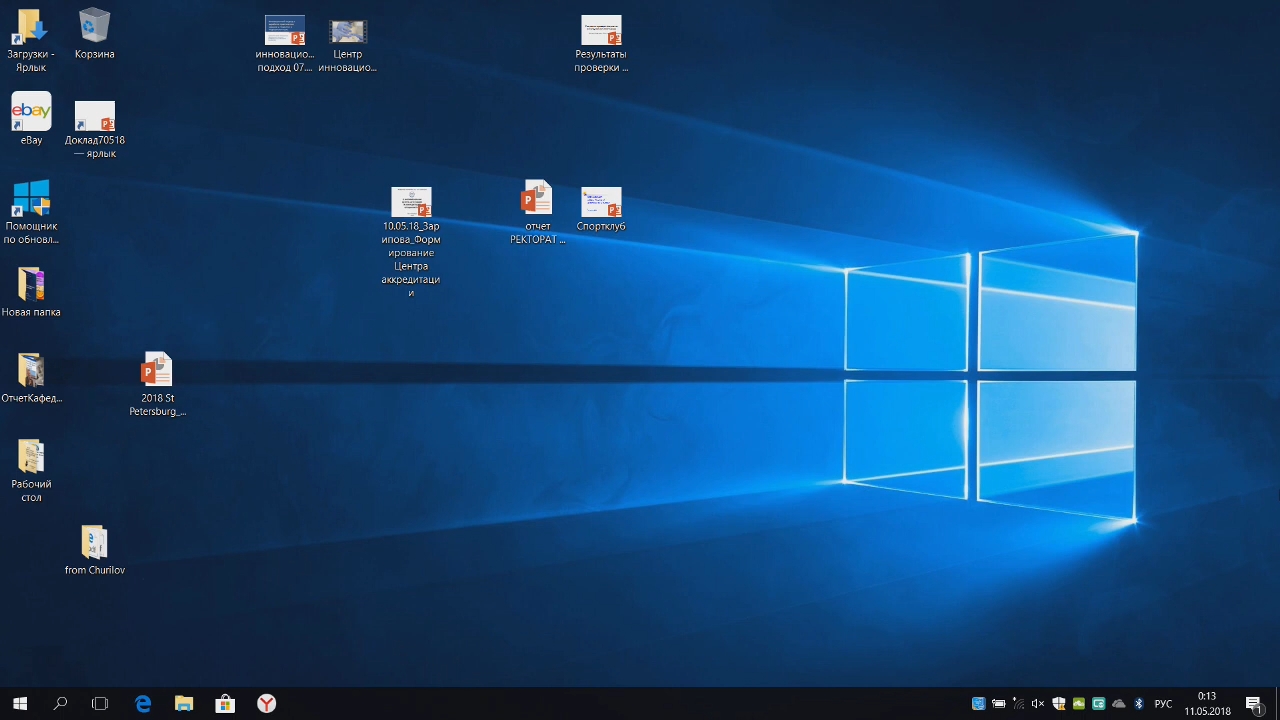 Загрузки -
Ярлык
Корзина
инновацио...
подход 07....
Центр
инновацио...
Результаты
проверки ...
ebay
eBay
Доклад70518
— ярлык
Помощник
по обновл...
10.05.18_Зар
ипова_Форм
ирование
Центра
аккредитаци
и
отчет
РЕКТОРАТ ...
Спортклуб
Новая папка
ОтчетКафед...
2018 St
Petersburg_...
Рабочий
стол
from Churilov
РУС
0:13
11.05.2018
1